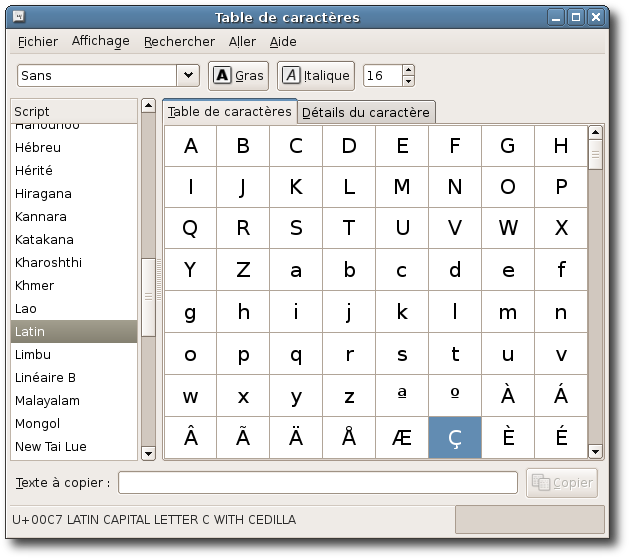 Table de caractères
Fichier Affichage Rechercher Aller Aide
Sans Gras Italique 16
Script
Hanounóo
Hébreu
Hérité
Hiragana
Kannara
Katakana
Kharoshthi
Khmer
Lao
Latin
Limbu
Linéaire B
Malayalam
Mongol
New Tai Lue
Table de caractères Détails du caractère
A B C D E F G H
I J K L M N O P
Q R S T U V W X
Y Z a b c d e f
g h i j k l m n
o p q r s t u v
w x y z ª º À Á
Â Ã Ä Å Æ Ç È É
Texte à copier : Copier
U+00C7 LATIN CAPITAL LETTER C WITH CEDILLA